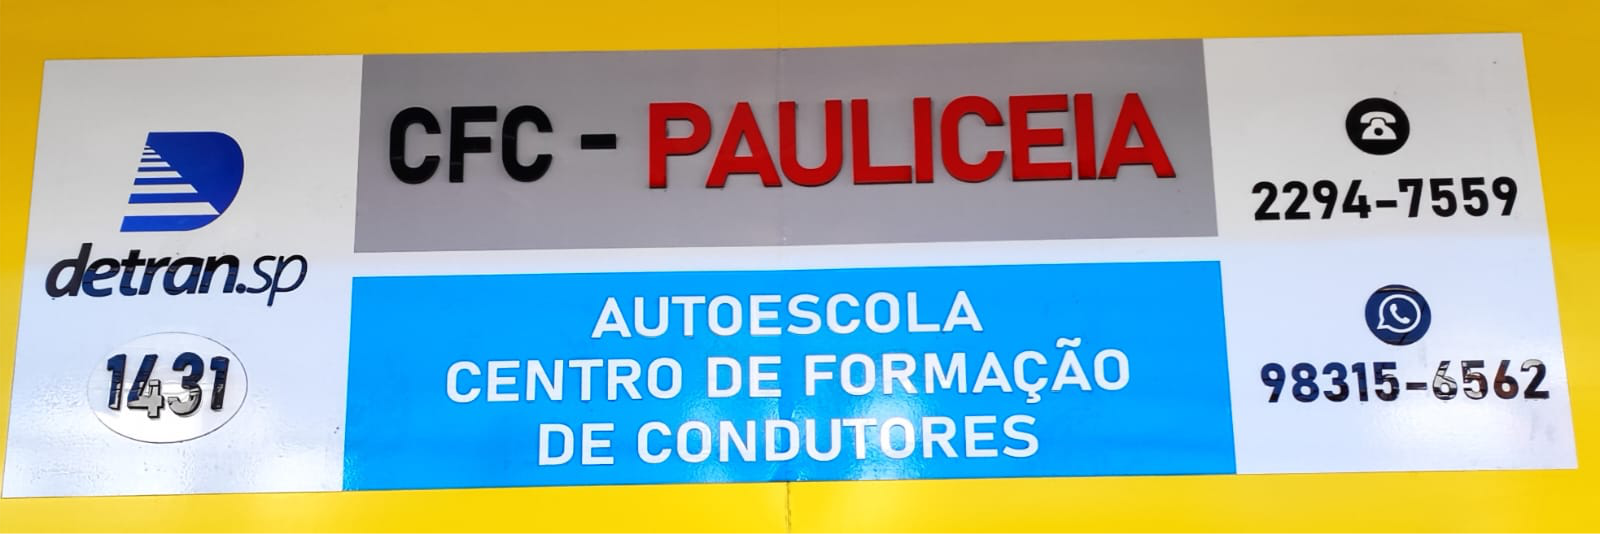 detran.sp
1431
CFC - PAULICEIA
AUTOESCOLA
CENTRO DE FORMAÇÃO
DE CONDUTORES
2294-7559
98315-6562